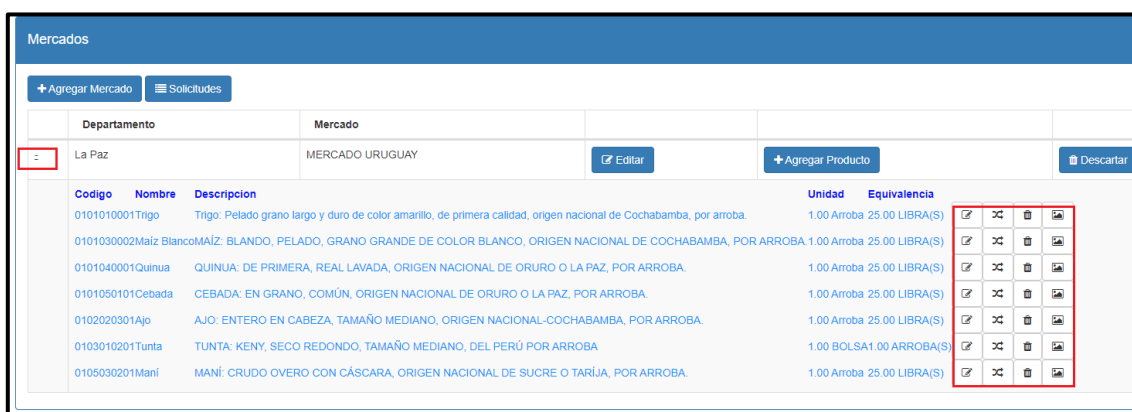 Mercados
Agregar Mercado Solicitudes
Departamento Mercado
La Paz MERCADO URUGUAY Editar Agregar Producto Descartar
Codigo Nombre Descripcion Unidad Equivalencia
0101010001Trigo Trigo: Pelado grano largo y duro de color amarillo, de primera calidad, origen nacional de Cochabamba, por arroba. 1.00 Arroba 25.00 LIBRA(S)
0101030002Maíz BlancoMAÍZ: BLANDO, PELADO, GRANO GRANDE DE COLOR BLANCO, ORIGEN NACIONAL DE COCHABAMBA, POR ARROBA.1.00 Arroba 25.00 LIBRA(S)
0101040001Quinua QUINUA: DE PRIMERA, REAL LAVADA, ORIGEN NACIONAL DE ORURO O LA PAZ, POR ARROBA. 1.00 Arroba 25.00 LIBRA(S)
0101050101Cebada CEBADA: EN GRANO, COMÚN, ORIGEN NACIONAL DE ORURO O LA PAZ, POR ARROBA. 1.00 Arroba 25.00 LIBRA(S)
0102020301Ajo AJO: ENTERO EN CABEZA, TAMAÑO MEDIANO, ORIGEN NACIONAL-COCHABAMBA, POR ARROBA. 1.00 Arroba 25.00 LIBRA(S)
0103010201Tunta TUNTA: KENY, SECO REDONDO, TAMAÑO MEDIANO, DEL PERÚ POR ARROBA 1.00 BOLSA1.00 ARROBA(S)
0105030201Maní MANÍ: CRUDO OVERO CON CÁSCARA, ORIGEN NACIONAL DE SUCRE O TARÍJA, POR ARROBA. 1.00 Arroba 25.00 LIBRA(S)